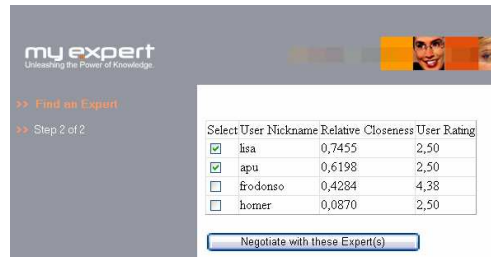 my expert
Unleashing the Power of Knowledge.
>> Find an Expert
>> Step 2 of 2
Select User Nickname Relative Closeness User Rating
lisa 0,7455 2,50
apu 0,6198 2,50
frodonso 0,4284 4,38
homer 0,0870 2,50
Negotiate with these Expert(s)